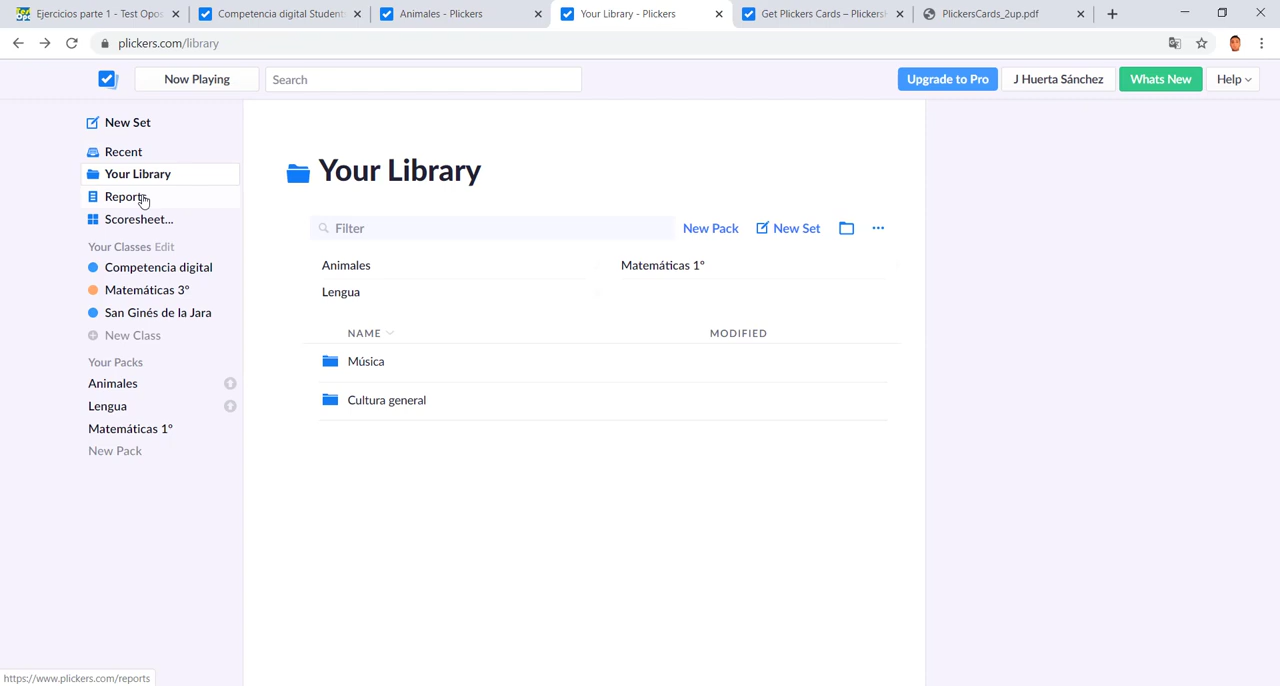 Ejercicios parte 1 - Test Opos
Competencia digital Student
Animales - Plickers
Your Library - Plickers
Get Plickers Cards – Plickers
PlickersCards_2up.pdf
plickers.com/library
Now Playing
Search
Upgrade to Pro
J Huerta Sánchez
Whats New
Help
New Set
Recent
Your Library
Reports
Scoresheet...
Your Classes Edit
Competencia digital
Matemáticas 3º
San Ginés de la Jara
New Class
Your Packs
Animales
Lengua
Matemáticas 1º
New Pack
Your Library
Filter
New Pack
New Set
Animales
Matemáticas 1º
Lengua
NAME
MODIFIED
Música
Cultura general
https://www.plickers.com/reports